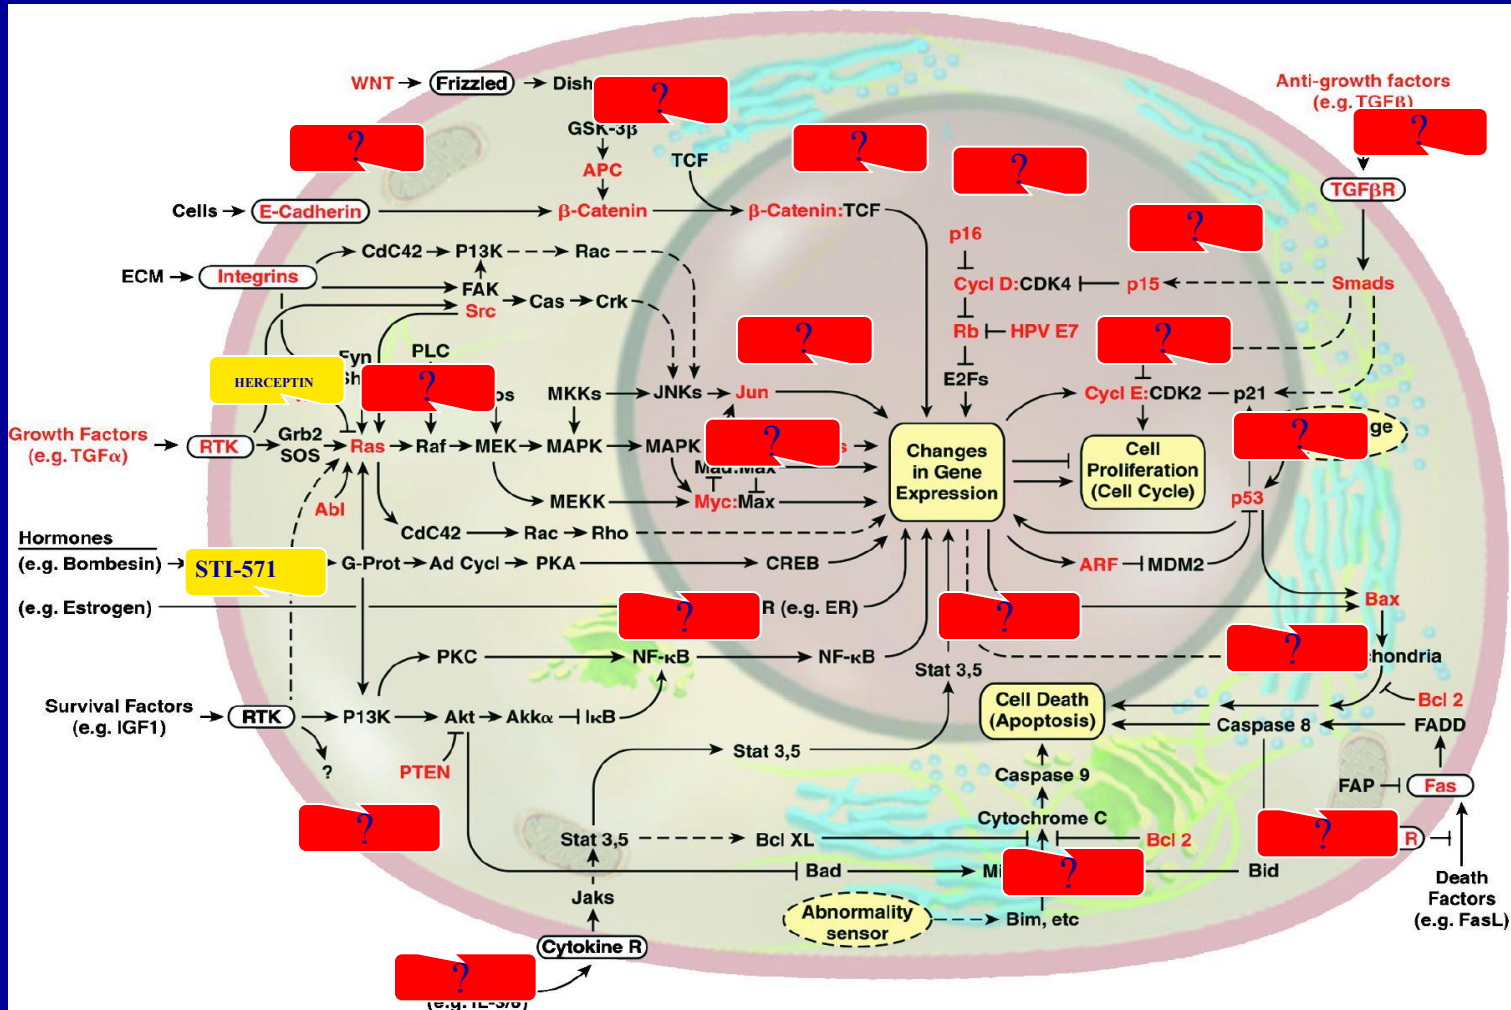 WNT
Frizzled
Dish
?
Anti-growth factors
(e.g. TGFß)
?
?
?
?
GSK-3β
APC
TCF
TGFβR
Cells
E-Cadherin
β-Catenin
β-Catenin:TCF
?
p16
ECM
Integrins
CdC42
P13K
Rac
FAK
Src
Cas
Crk
Cycl D:CDK4
p15
Smads
Rb
HPV E7
?
?
E2Fs
Fyn
PLC
HERCEPTIN
?
os
MKKs
JNKs
Jun
Cycl E:CDK2
p21
Growth Factors
(e.g. TGFα)
RTK
Grb2
SOS
Ras
Raf
MEK
MAPK
MAPK
?
s
Mad:Max
Changes
in Gene
Expression
Cell
Proliferation
(Cell Cycle)
?
ge
p53
Abl
MEKK
Myc:Max
CdC42
Rac
Rho
Hormones
(e.g. Bombesin)
STI-571
G-Prot
Ad Cycl
PKA
CREB
ARF
MDM2
(e.g. Estrogen)
?
R (e.g. ER)
?
Bax
PKC
NF-κB
NF-κB
Stat 3,5
?
chondria
Survival Factors
(e.g. IGF1)
RTK
P13K
Akt
Akkα
IκB
Cell Death
(Apoptosis)
Bcl 2
Caspase 8
FADD
?
PTEN
Stat 3,5
Caspase 9
FAP
Fas
?
Stat 3,5
Bcl XL
Cytochrome C
Bcl 2
?
R
Bad
Mi
?
Bid
Death
Factors
(e.g. FasL)
Jaks
Abnormality
sensor
Bim, etc
Cytokine R
?
(e.g. IL-3/6)